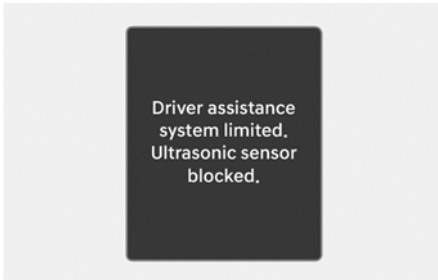 Driver assistance
system limited.
Ultrasonic sensor
blocked.